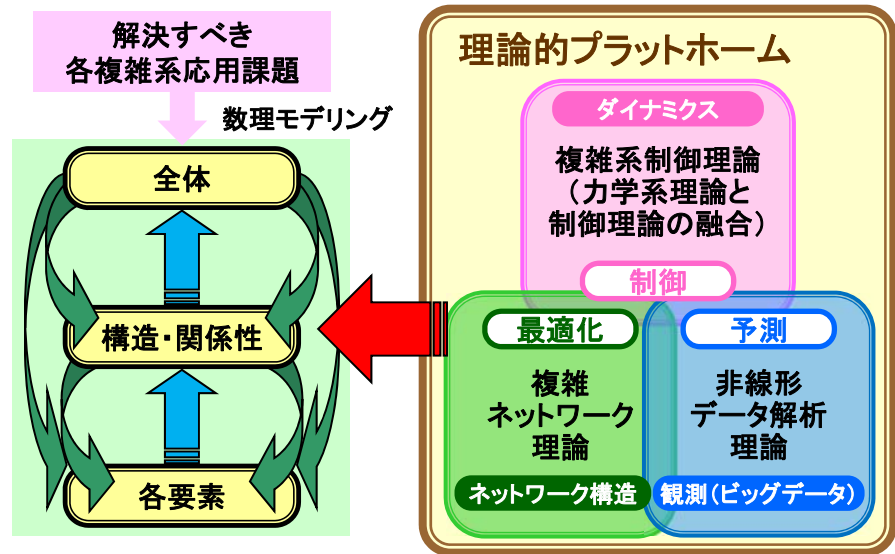 解決すべき
各複雑系応用課題
数理モデリング
全体
構造・関係性
各要素
理論的プラットホーム
ダイナミクス
複雑系制御理論
(力学系理論と
制御理論の融合)
制御
最適化
複雑
ネットワーク
理論
ネットワーク構造
予測
非線形
データ解析
理論
観測(ビッグデータ)